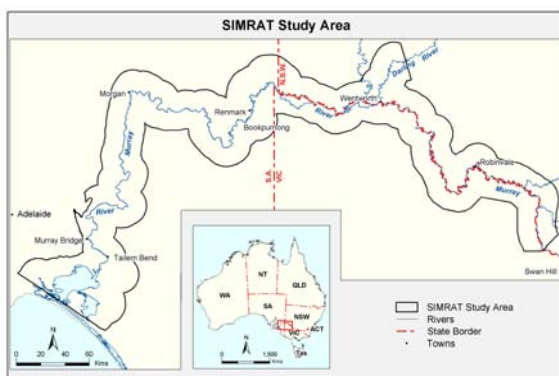 SIMRAT Study Area
N.S.W
Darling River
Morgan
Renmark
Wentworth
Bookpurnong
River
Murray
Robinvale
S.A VIC
Murray
Adelaide
River
Murray Bridge
Tailem Bend
Swan Hill
NT
QLD
WA
SA
NSW
ACT
VIC
Tas
N
0 1,500
Kms
N
0 20 40 60
Kms
SIMRAT Study Area
Rivers
State Border
Towns